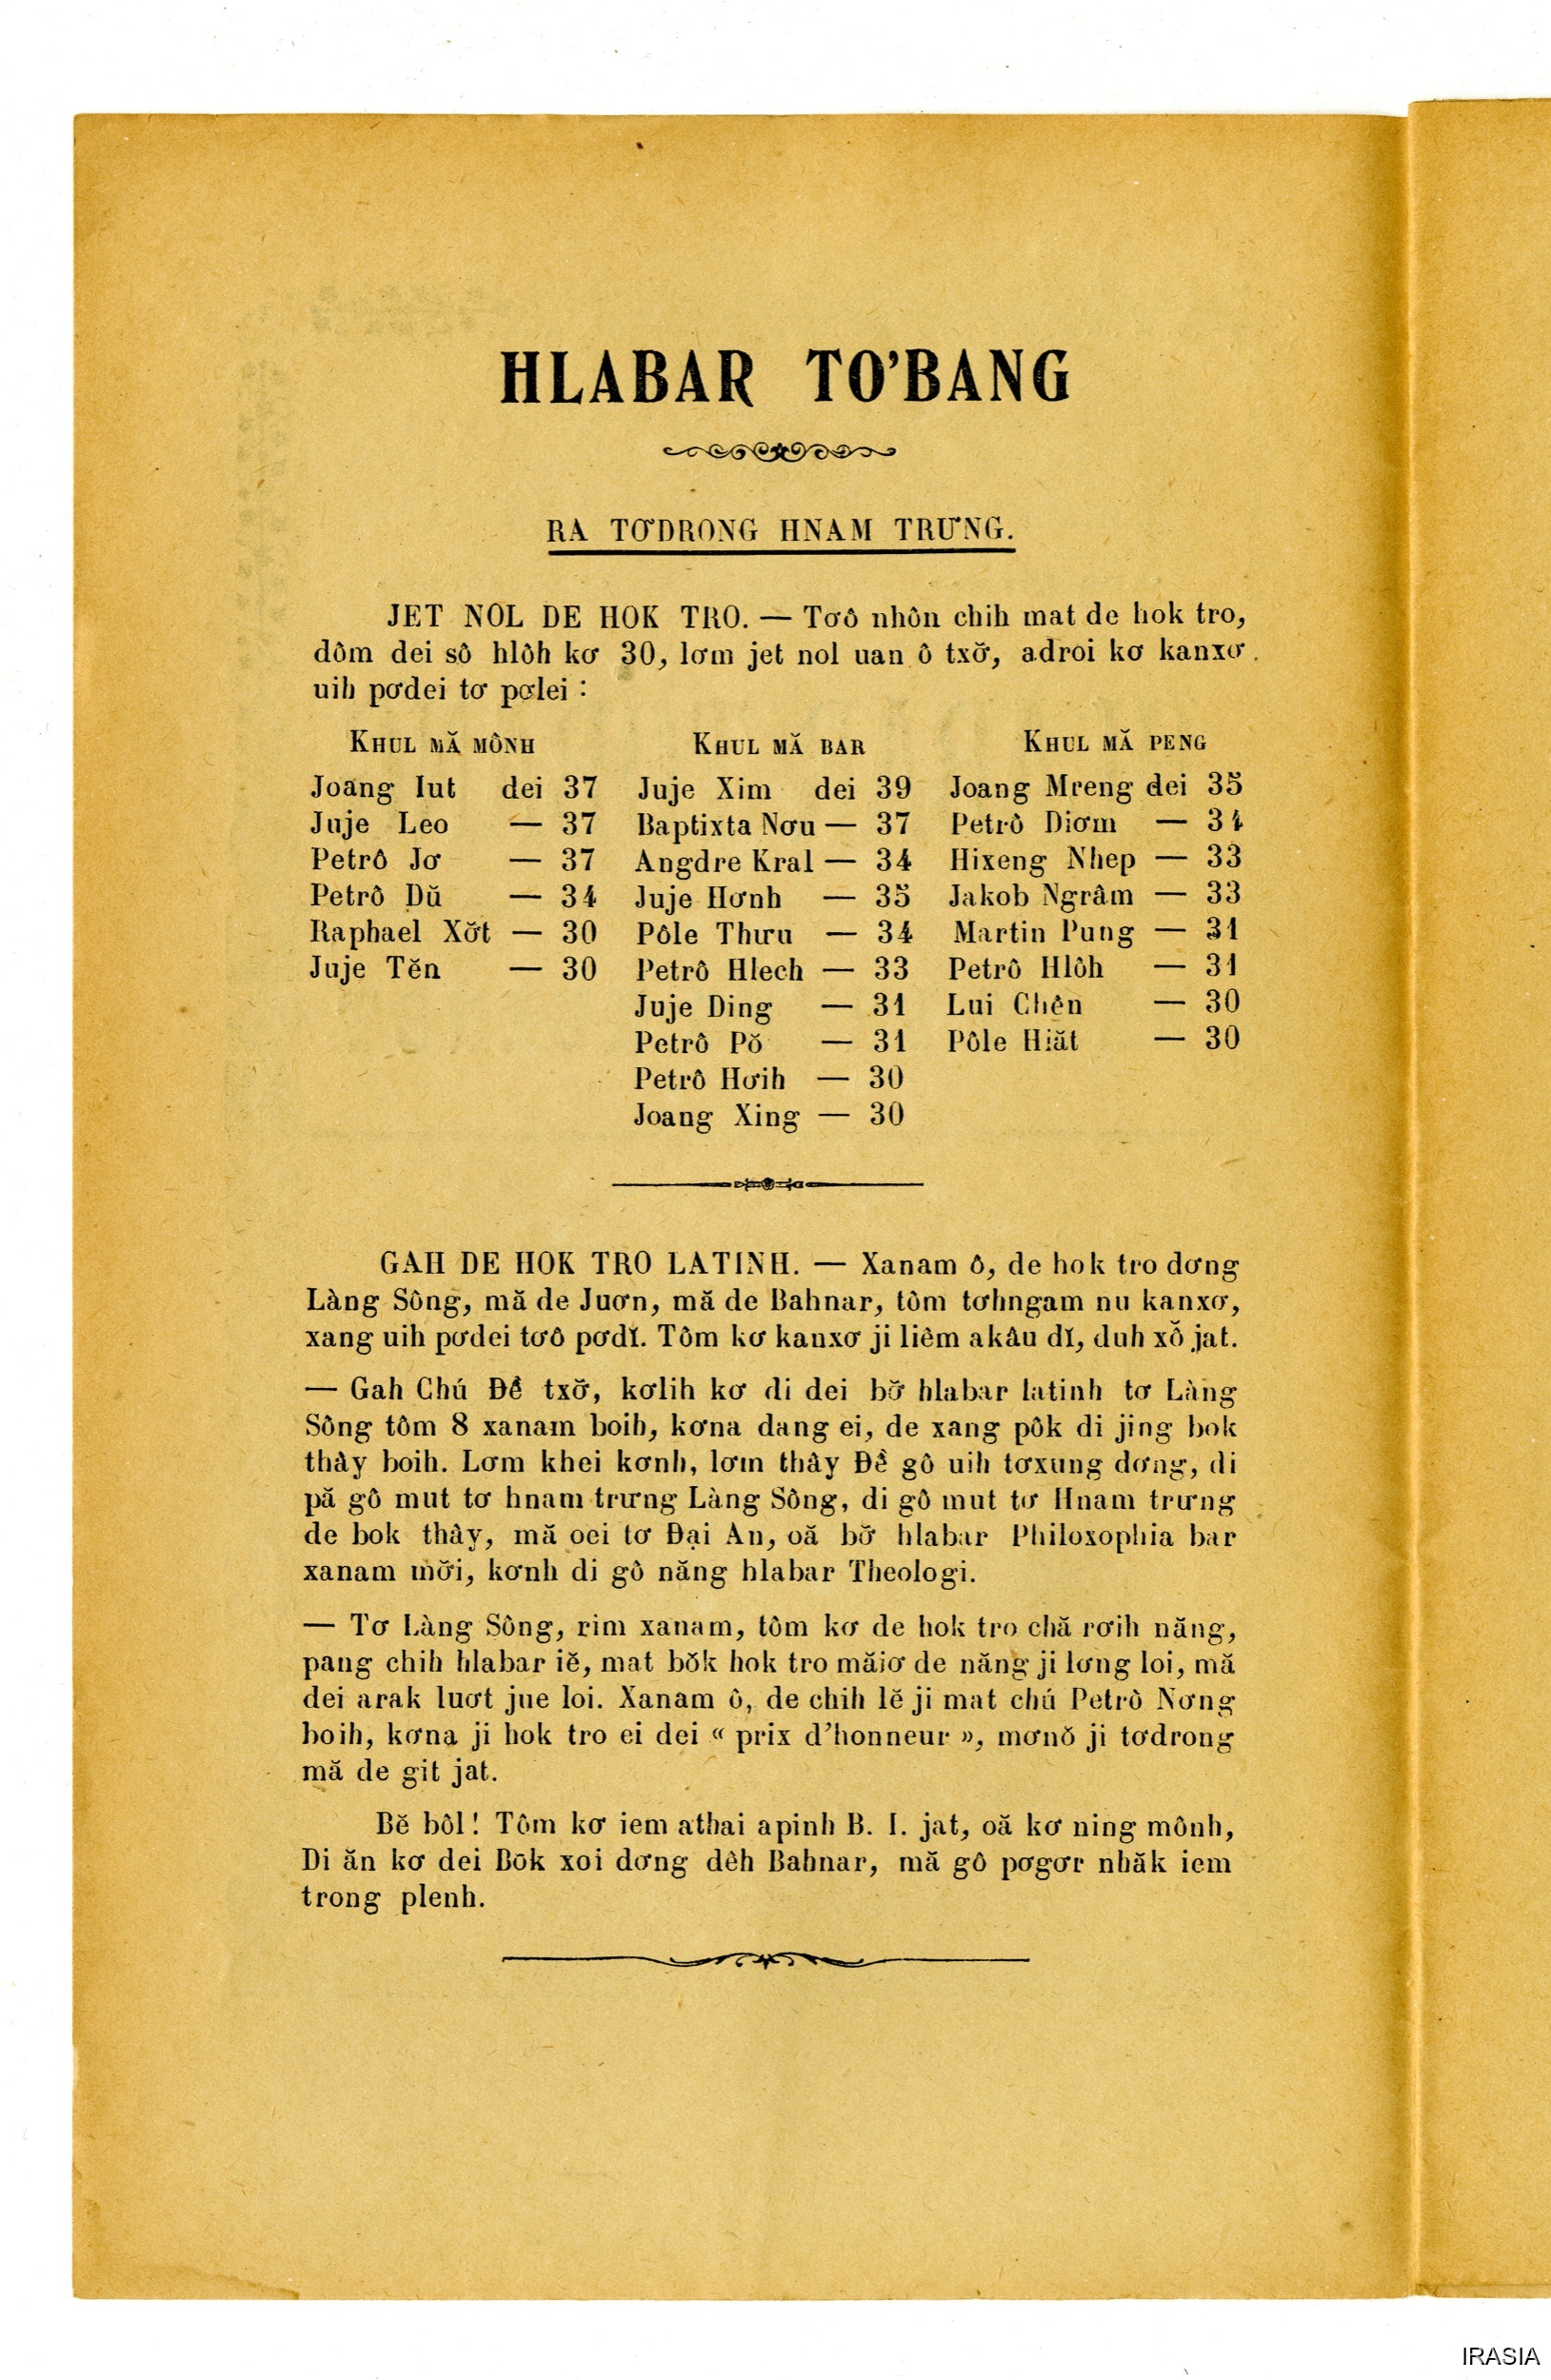 HLABAR TO'BANG
RA TƠDRONG HNAM TRƯNG.
JET NOL DE HOK TRO. — Tơô nhôn chih mat de hok tro,
dôm dei sô hlôh kơ 30, lơm jet nol uan ô txơ̆, adroi kơ kanxơ
uih pơdei tơ pơlei :
KHUL MĂ MÔNH KHUL MĂ BAR KHUL MĂ PENG
Joang Iut dei 37 Juje Xim dei 39 Joang Mreng dei 35
Juje Leo — 37 Baptixta Nơu — 37 Petrô Diơm — 34
Petrô Jơ — 37 Angdre Kral — 34 Hixeng Nhep — 33
Petrô Dŭ — 34 Juje Hơnh — 35 Jakob Ngrâm — 33
Raphael Xơ̆t — 30 Pôle Thưu — 34 Martin Pung — 31
Juje Tĕn — 30 Petrô Hlech — 33 Petrô Hlôh — 31
Juje Ding — 31 Lui Chên — 30
Petrô Pŏ — 31 Pôle Hiăt — 30
Petrô Hơih — 30
Joang Xing — 30
GAH DE HOK TRO LATINH. — Xanam ô, de hok tro dơng
Làng Sông, mă de Juơn, mă de Bahnar, tôm tơhngam nu kanxơ,
xang uih pơdei tơô pơdĭ. Tôm kơ kanxơ ji liêm akâu dĭ, duh xŏ jat.
— Gah Chú Đề txơ̆, kơlih kơ di dei bơ̆ hlabar latinh tơ Làng
Sông tôm 8 xanam boih, kơna dang ei, de xang pôk di jing bok
thây boih. Lơm khei kơnh, lơm thây Đề gô uih tơxung dơng, di
pă gô mut tơ hnam trưng Làng Sông, di gô mut tơ Hnam trưng
de bok thây, mă oei tơ Đại An, oă bơ̆ hlabar Philoxophia bar
xanam mơ̆i, kơnh di gô năng hlabar Theologi.
— Tơ Làng Sông, rim xanam, tôm kơ de hok tro chă rơih năng,
pang chih hlabar iĕ, mat bŏk hok tro măiơ de năng ji lơng loi, mă
dei arak luơt jue loi. Xanam ô, de chih lĕ ji mat chú Petrô Nơng
boih, kơna ji hok tro ei dei « prix d'honneur », mơnŏ ji tơdrong
mă de git jat.
Bĕ bôl! Tôm kơ iem athai apinh B. I. jat, oă kơ ning mônh,
Di ăn kơ dei Bŏk xoi dơng dêh Bahnar, mă gô pơgơr nhăk iem
trong plenh.
IRASIA